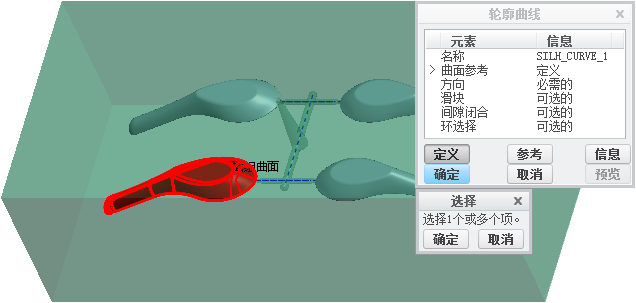 轮廓曲线
元素 信息
名称 SILH_CURVE_1
曲面参考 定义
方向 必需的
滑块 可选的
间隙闭合 可选的
环选择 可选的
定义 参考 信息
确定 取消 预览
曲面
选择
选择1个或多个项。
确定 取消